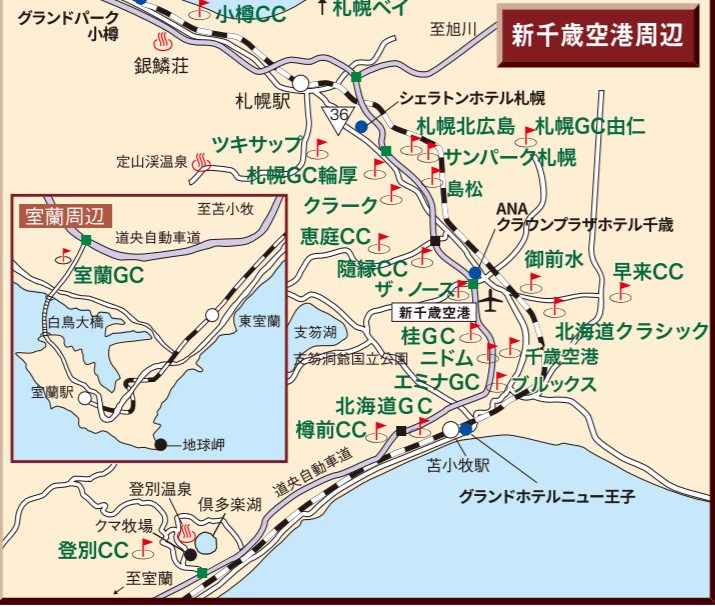 グランドパーク
小樽
小樽CC
↑札幌ベイ
至旭川
新千歳空港周辺
銀鱗荘
札幌駅
36
シェラトンホテル札幌
札幌北広島
札幌GC由仁
ツキサップ
サンパーク札幌
定山渓温泉
札幌GC輪厚
島松
クラーク
ANA
クラウンプラザホテル千歳
恵庭CC
随縁CC
御前水
早来CC
ザ・ノース
新千歳空港
北海道クラシック
桂GC
支笏湖
支笏洞爺国立公園
ニドム
千歳空港
エミナGC
ブルックス
北海道GC
樽前CC
苫小牧駅
グランドホテルニュー王子
道央自動車道
室蘭周辺
至苫小牧
道央自動車道
室蘭GC
白鳥大橋
東室蘭
室蘭駅
地球岬
登別温泉
倶多楽湖
クマ牧場
登別CC
至室蘭